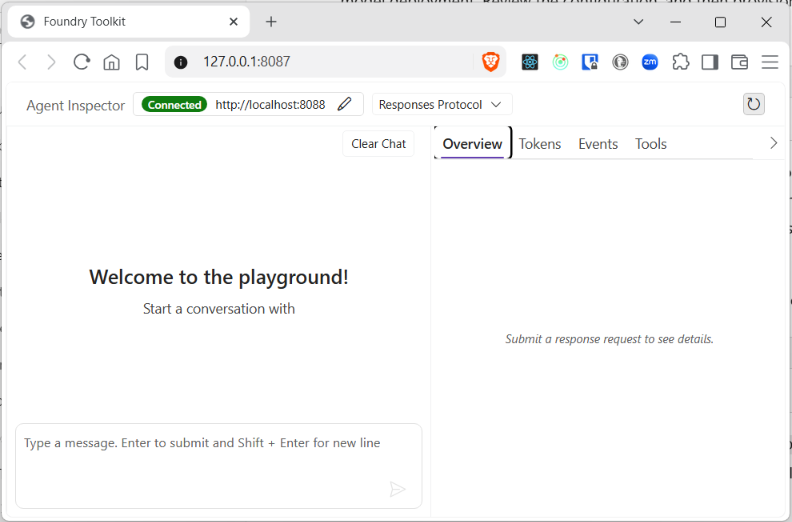 Foundry Toolkit
127.0.0.1:8087
zm
Agent Inspector
Connected
http://localhost:8088
Responses Protocol
Clear Chat
Overview
Tokens
Events
Tools
Welcome to the playground!
Start a conversation with
Submit a response request to see details.
Type a message. Enter to submit and Shift + Enter for new line